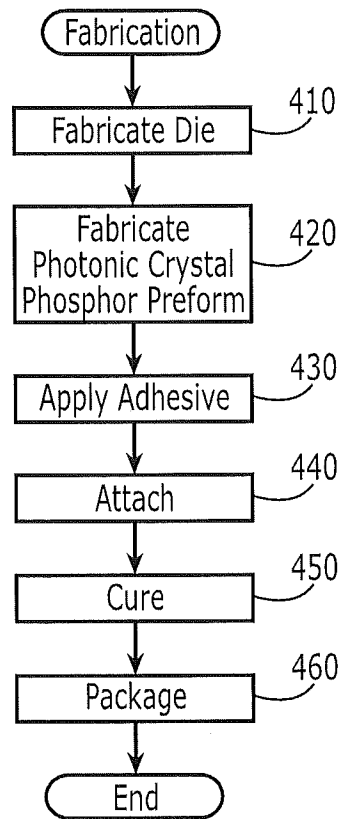 Fabrication
410
Fabricate Die
420
Fabricate
Photonic Crystal
Phosphor Preform
430
Apply Adhesive
440
Attach
450
Cure
460
Package
End